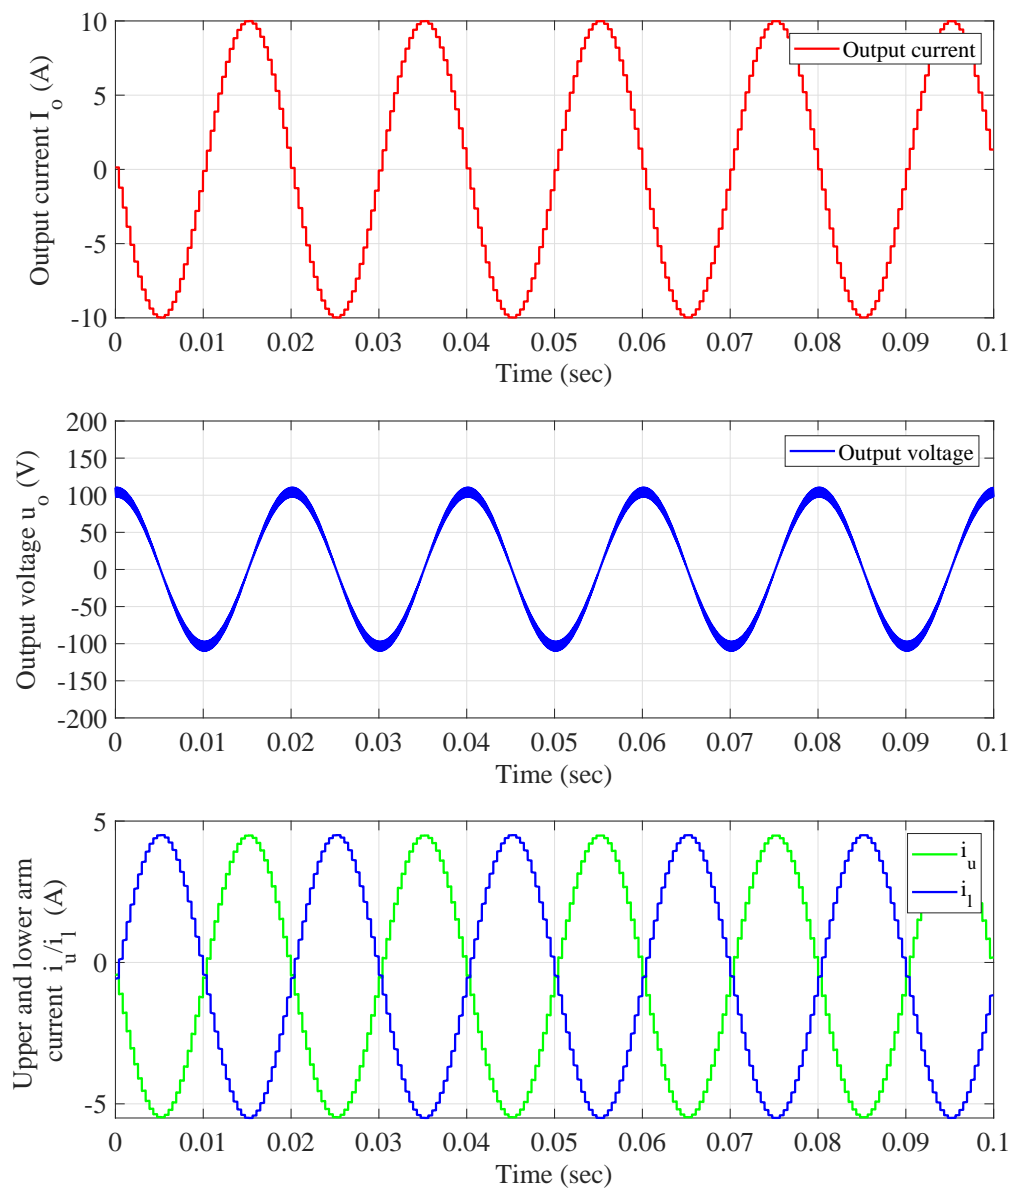 Output current I_o (A)
10
5
0
-5
-10
Output current
0 0.01 0.02 0.03 0.04 0.05 0.06 0.07 0.08 0.09 0.1
Time (sec)
Output voltage u_o (V)
200
150
100
50
0
-50
-100
-150
-200
Output voltage
0 0.01 0.02 0.03 0.04 0.05 0.06 0.07 0.08 0.09 0.1
Time (sec)
Upper and lower arm
current i_u/i_l (A)
5
0
-5
i_u
i_l
0 0.01 0.02 0.03 0.04 0.05 0.06 0.07 0.08 0.09 0.1
Time (sec)